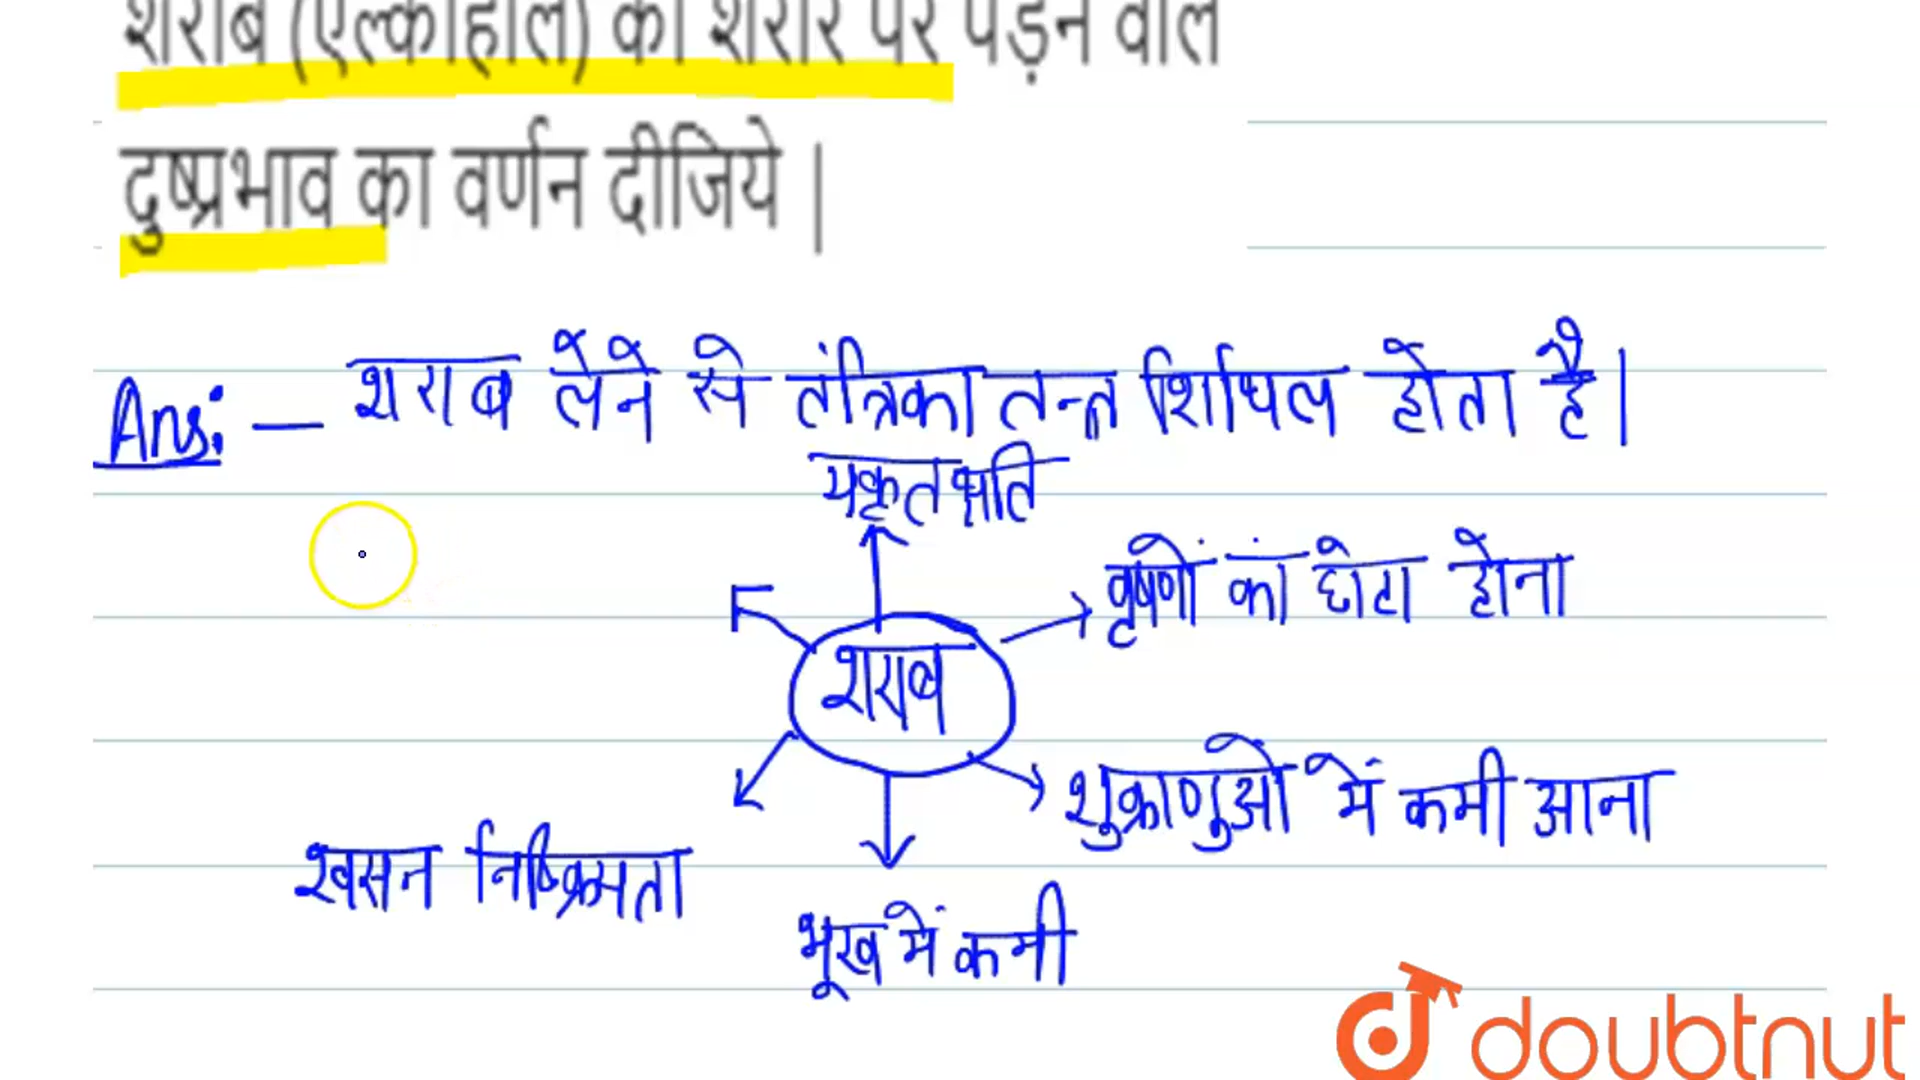 शराब (एल्कोहॉल) का शरीर पर पड़ने वाले
दुष्प्रभाव का वर्णन दीजिये |
Ans: – शराब लेने से तंत्रिका तन्त्र शिथिल होता है।
यकृत क्षति
वृषणों का छोटा होना
शराब
शुक्राणुओं में कमी आना
श्वसन निष्क्रियता
भूख में कमी
doubtnut